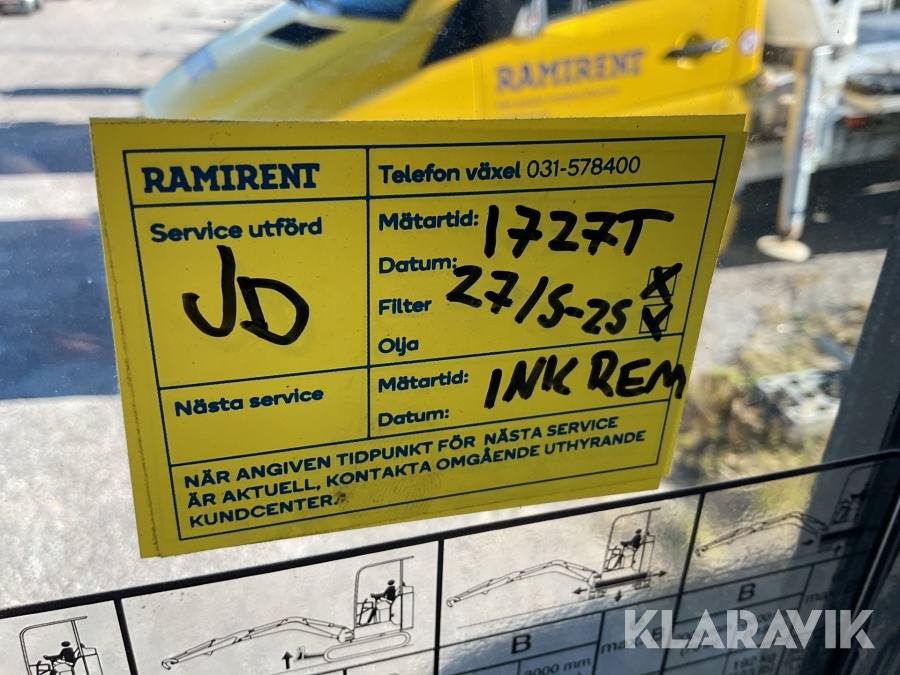 RAMIRENT
RAMIRENT
Telefon växel 031-578400
Service utförd
JD
Mätartid: 1727T
Datum: 27/5-25
Filter
Olja
Nästa service
Mätartid: INK REM
Datum:
NÄR ANGIVEN TIDPUNKT FÖR NÄSTA SERVICE
ÄR AKTUELL, KONTAKTA OMGÅENDE UTHYRANDE
KUNDCENTER.
B
B
KLARAVIK